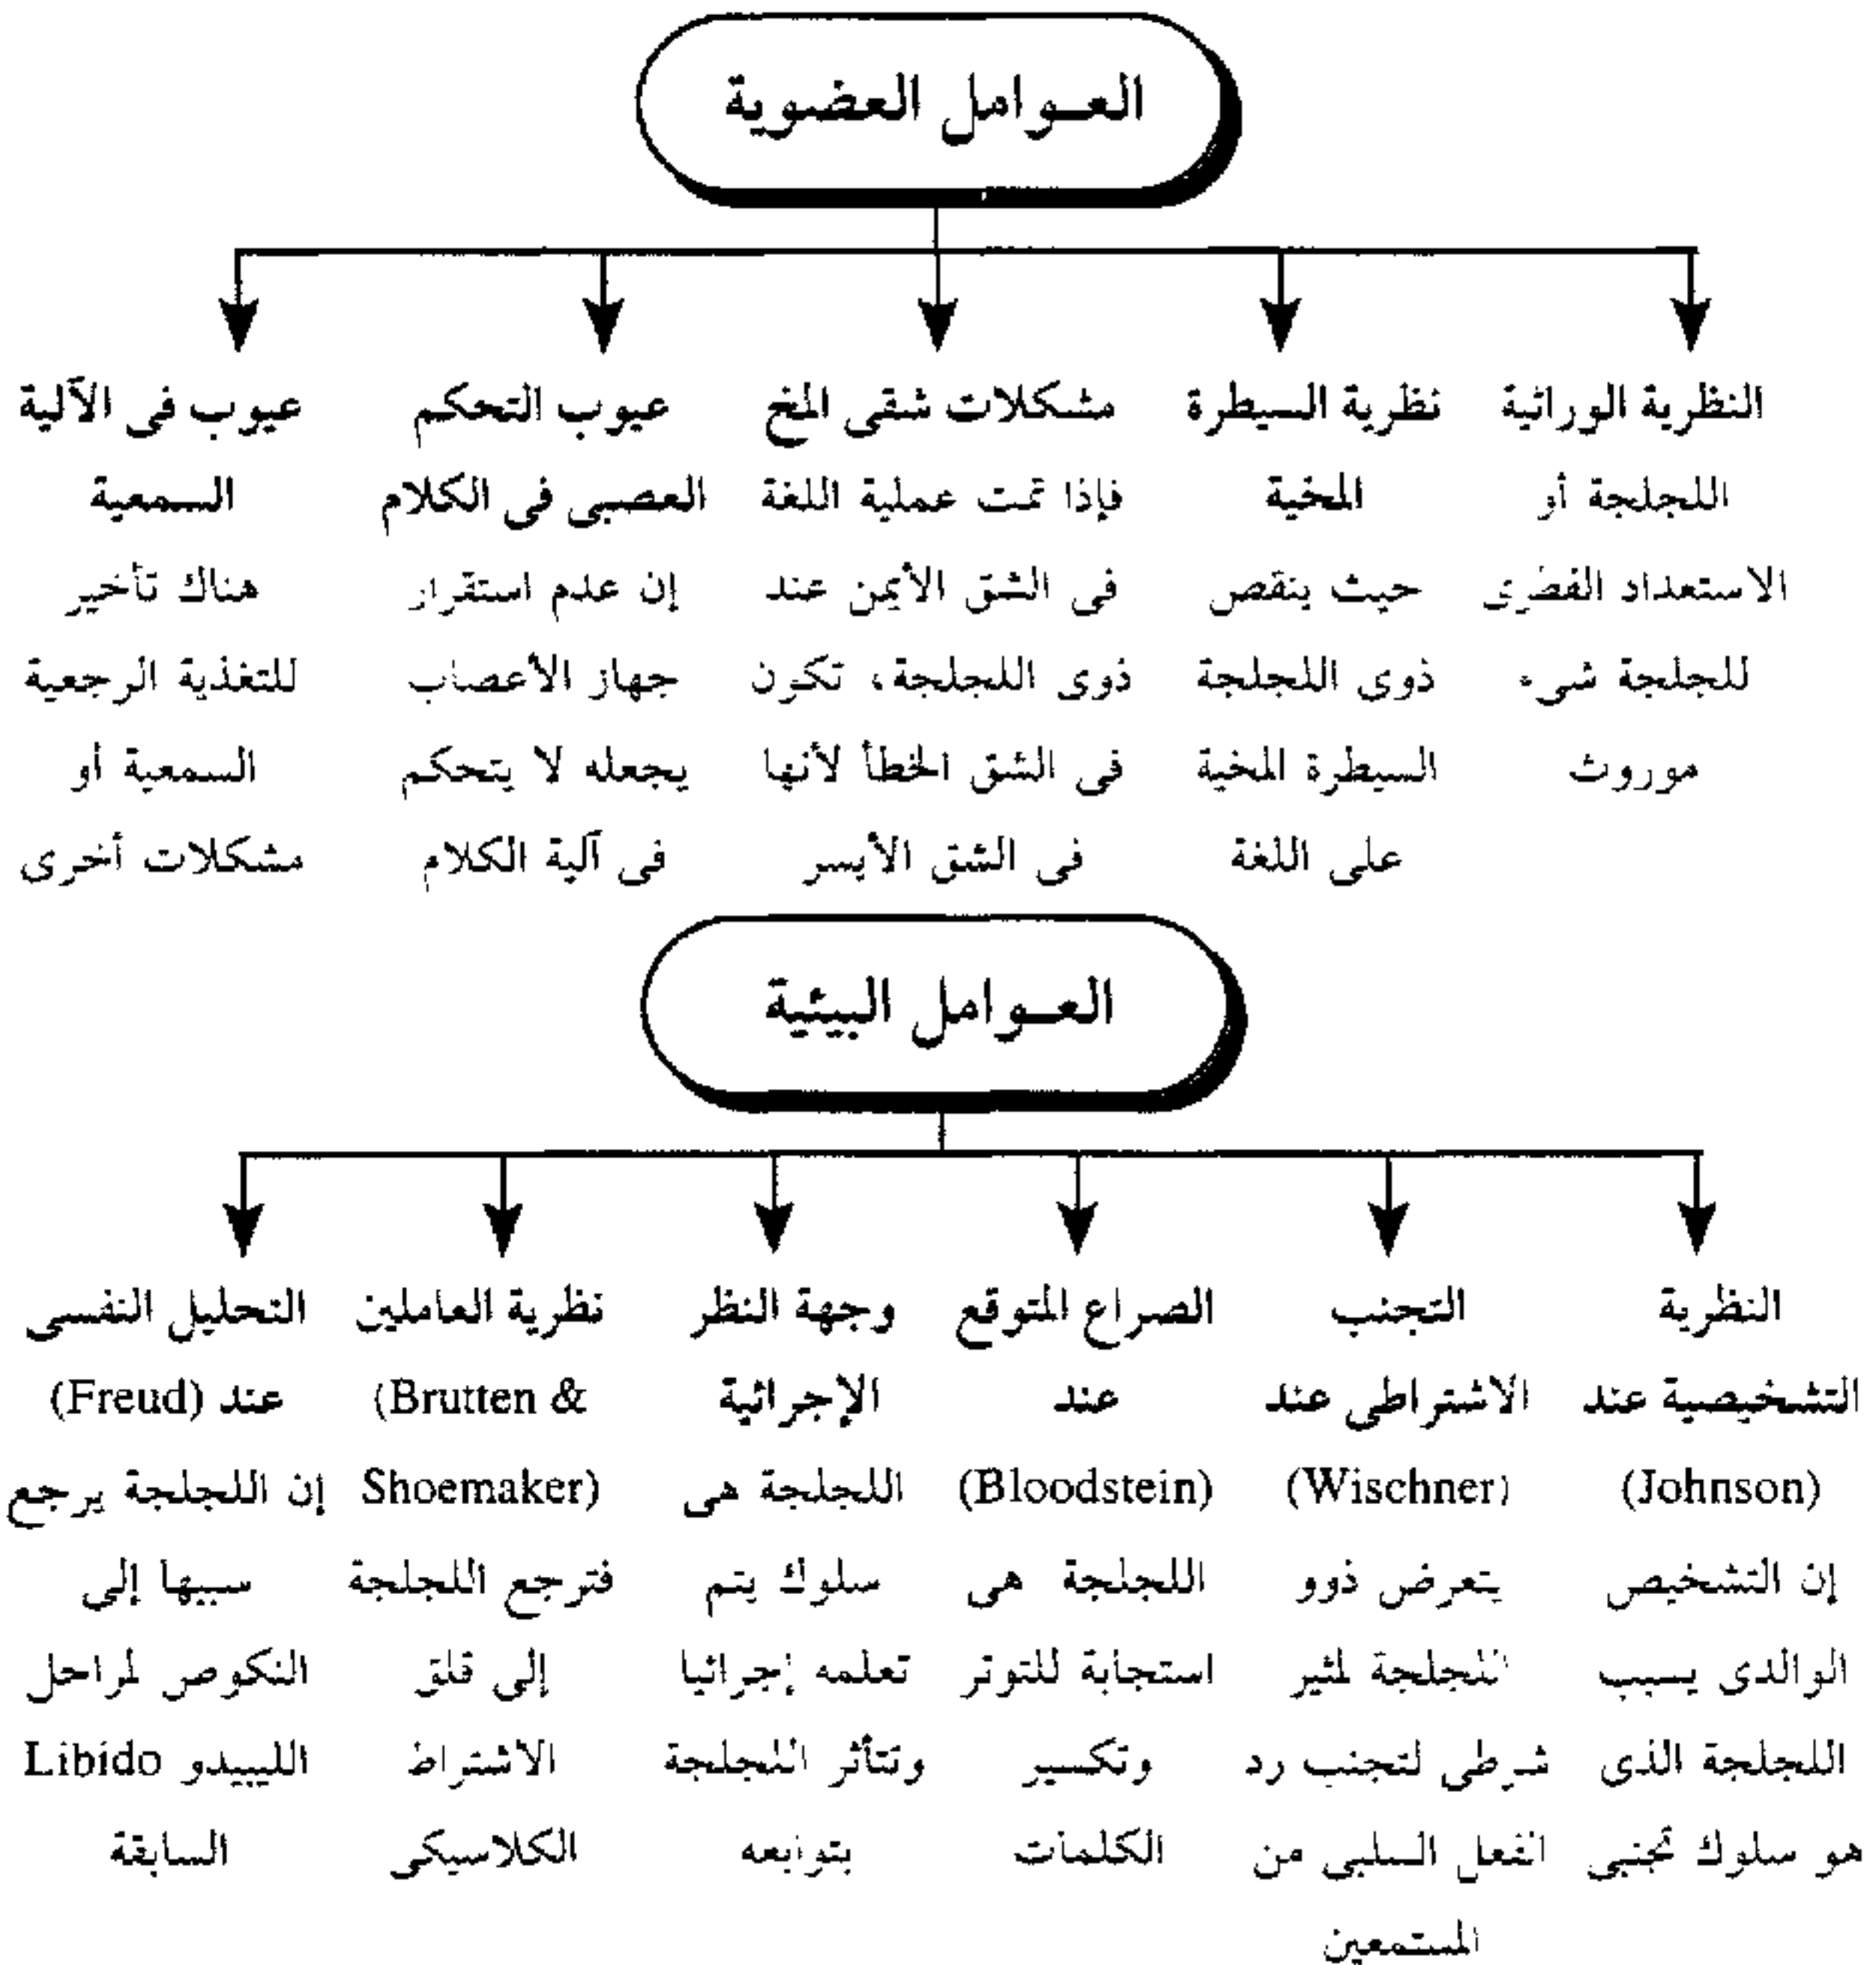 العوامل العضوية
النظرية الوراثية
اللجلجة أو
الاستعداد الفطرى
للجلجة شىء
موروث
نظرية السيطرة
المخية
حيث ينقص
ذوى اللجلجة
السيطرة المخية
على اللغة
مشكلات شقى المخ
فإذا تمت عملية اللغة
فى الشق الأيمن عند
ذوى اللجلجة، تكون
فى الشق الخطأ لأنها
فى الشق الأيسر
عيوب التحكم
العصبى فى الكلام
إن عدم استقرار
جهاز الأعصاب
يجعله لا يتحكم
فى آلية الكلام
عيوب فى الآلية
السمعية
هناك تأخير
للتغذية الرجعية
السمعية أو
مشكلات أخرى
العوامل البيئية
النظرية
التشخيصية عند
(Johnson)
إن التشخيص
الوالدى يسبب
اللجلجة الذى
هو سلوك تجنبى
التجنب
الاشتراطى عند
(Wischner)
يتعرض ذوو
اللجلجة لمثير
شرطى لتجنب رد
الفعل السلبى من
المستمعين
الصراع المتوقع
عند
(Bloodstein)
اللجلجة هى
استجابة للتوتر
وتكسير
الكلمات
وجهة النظر
الإجرائية
اللجلجة هى
سلوك يتم
تعلمه إجرائيا
وتتأثر اللجلجة
بتوابعه
نظرية العاملين
(Brutten &
Shoemaker)
فترجع اللجلجة
إلى قلق
الاشتراط
الكلاسيكى
التحليل النفسى
عند (Freud)
إن اللجلجة يرجع
سببها إلى
النكوص لمراحل
الليبيدو Libido
السابقة